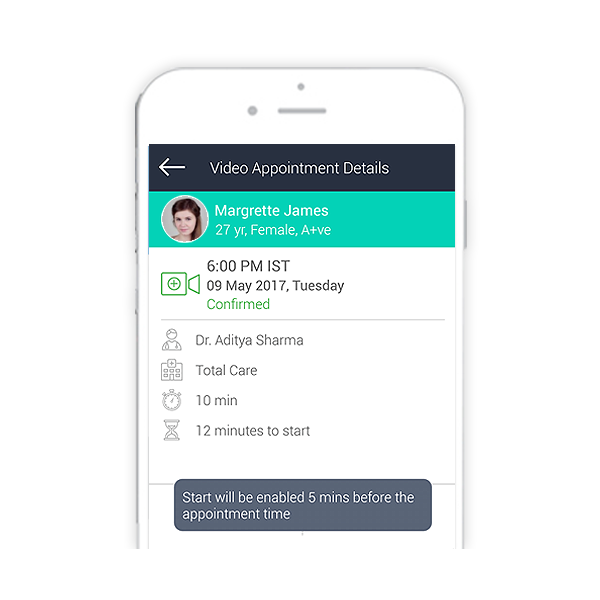 Video Appointment Details
Margrette James
27 yr, Female, A+ve
6:00 PM IST
09 May 2017, Tuesday
Confirmed
Dr. Aditya Sharma
Total Care
10 min
12 minutes to start
Start will be enabled 5 mins before the
appointment time